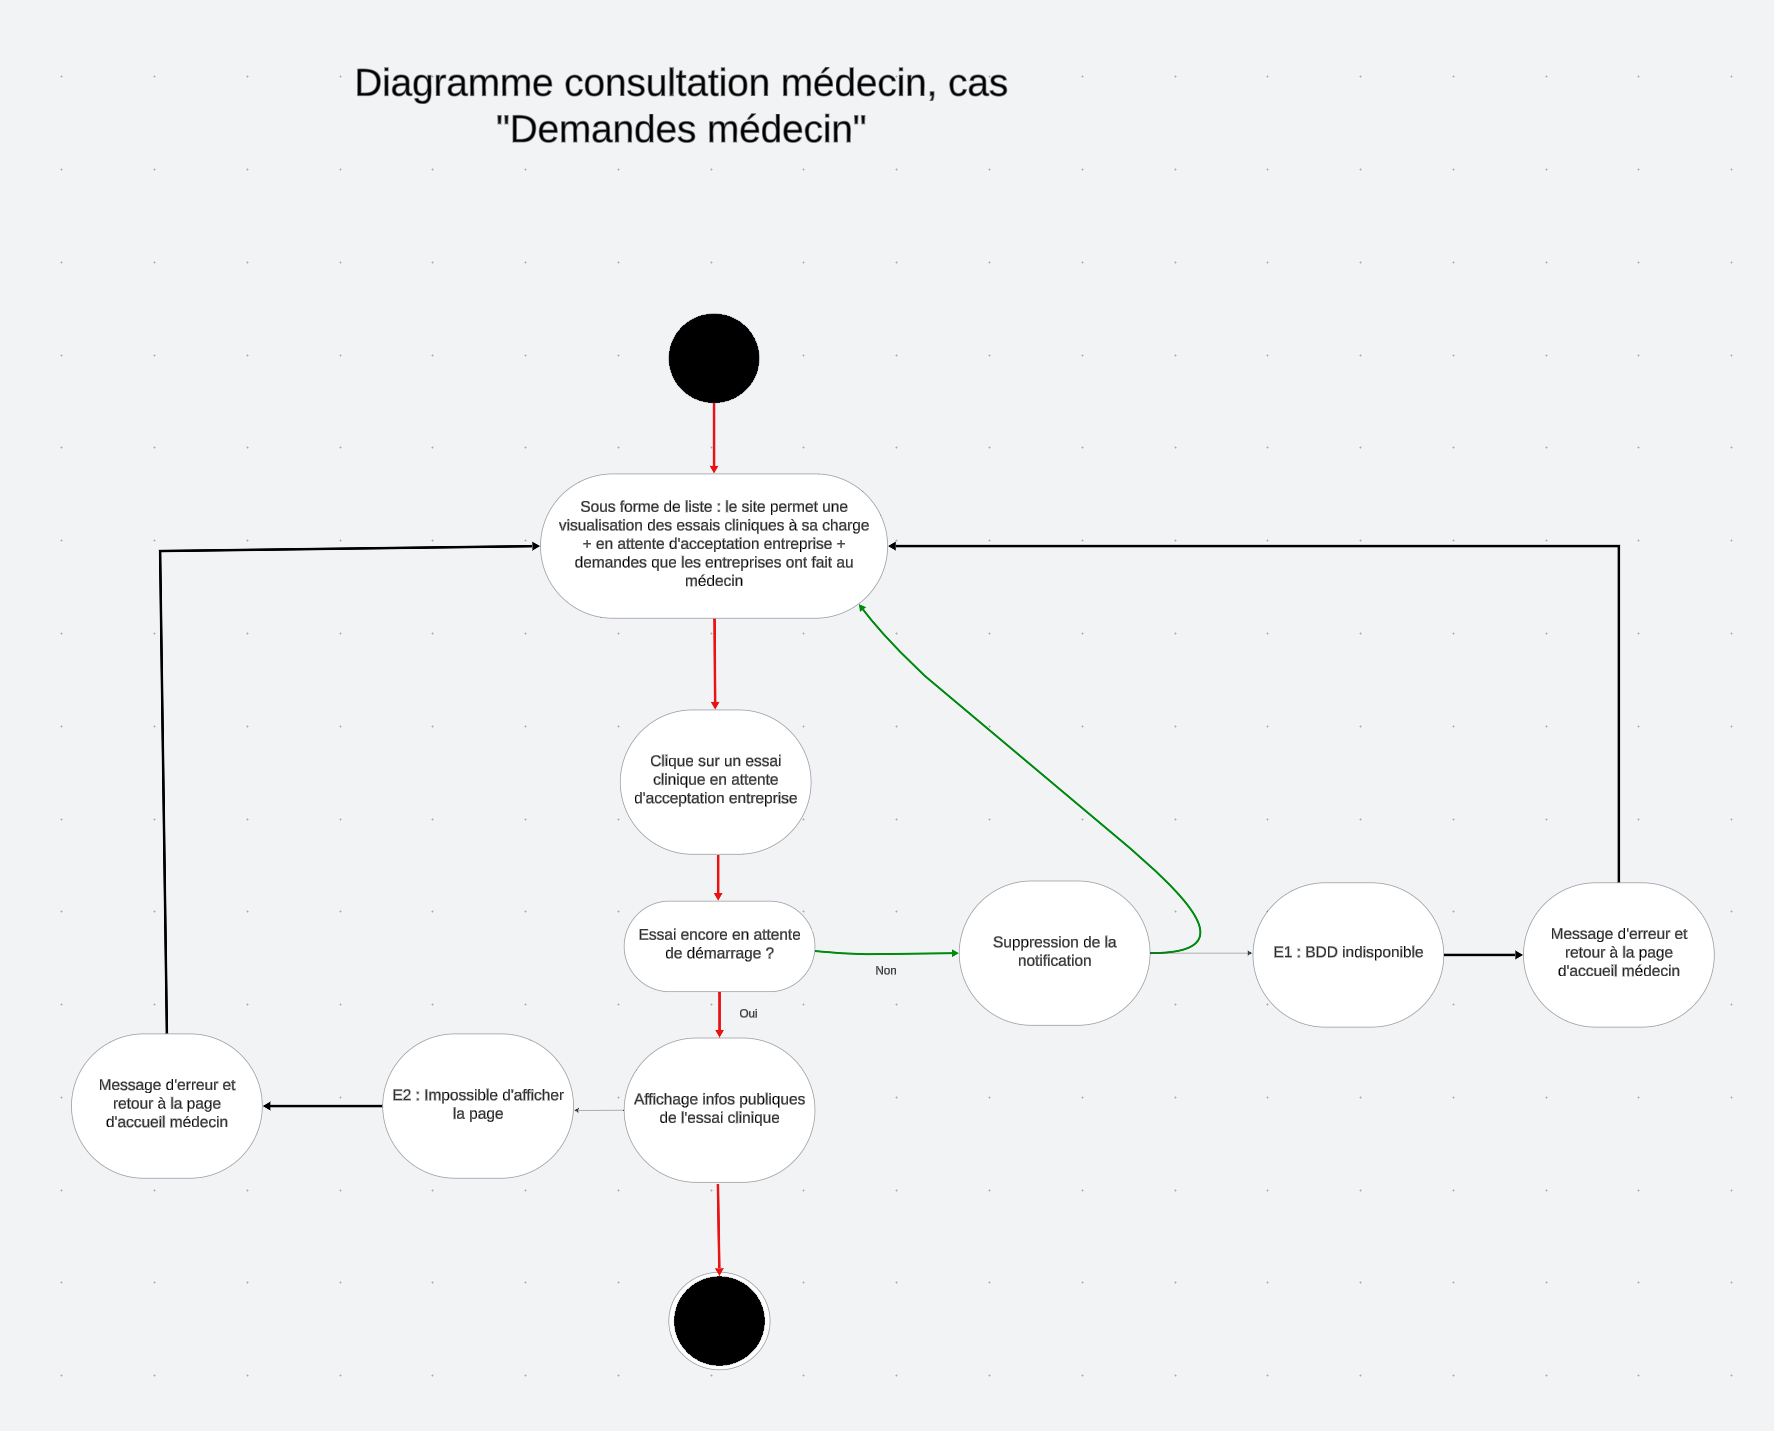 Diagramme consultation médecin, cas
"Demandes médecin"
Sous forme de liste : le site permet une
visualisation des essais cliniques à sa charge
+ en attente d'acceptation entreprise +
demandes que les entreprises ont fait au
médecin
Clique sur un essai
clinique en attente
d'acceptation entreprise
Essai encore en attente
de démarrage ?
Non
Oui
Suppression de la
notification
E1 : BDD indisponible
Message d'erreur et
retour à la page
d'accueil médecin
Message d'erreur et
retour à la page
d'accueil médecin
E2 : Impossible d'afficher
la page
Affichage infos publiques
de l'essai clinique